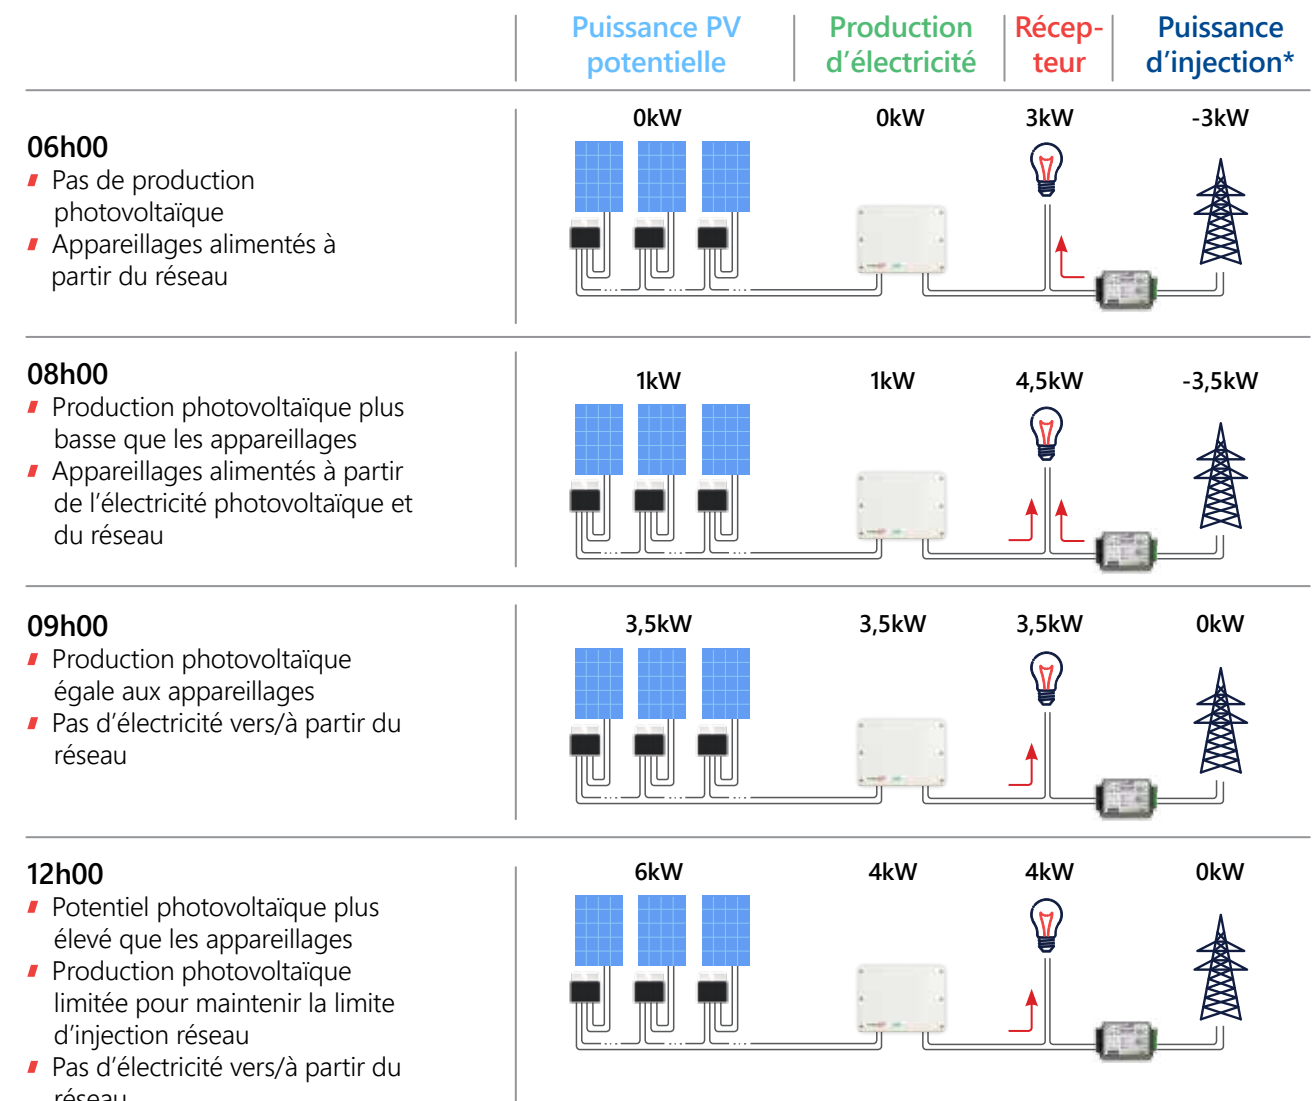 Puissance PV
potentielle
Production
d’électricité
Récep-
teur
Puissance
d’injection*
06h00
Pas de production
photovoltaïque
Appareillages alimentés à
partir du réseau
0kW
0kW
3kW
-3kW
08h00
Production photovoltaïque plus
basse que les appareillages
Appareillages alimentés à partir
de l’électricité photovoltaïque et
du réseau
1kW
1kW
4,5kW
-3,5kW
09h00
Production photovoltaïque
égale aux appareillages
Pas d’électricité vers/à partir du
réseau
3,5kW
3,5kW
3,5kW
0kW
12h00
Potentiel photovoltaïque plus
élevé que les appareillages
Production photovoltaïque
limitée pour maintenir la limite
d’injection réseau
Pas d’électricité vers/à partir du
réseau
6kW
4kW
4kW
0kW